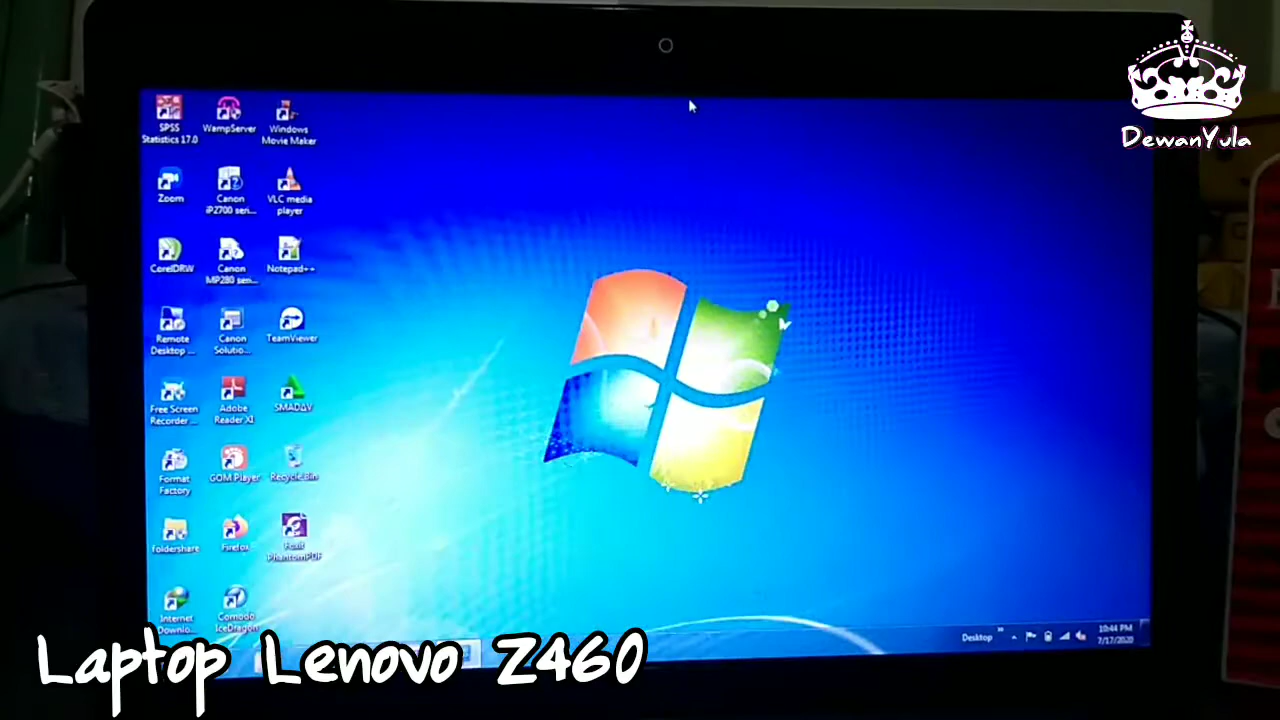 DewanYula
SPSS
Statistics 17.0
WampServer
Windows
Movie Maker
Zoom
Canon
iP2700 seri...
VLC media
player
CorelDRW
Canon
MP280 seri...
Notepad++
Remote
Desktop ...
Canon
Solutio...
TeamViewer
Free Screen
Recorder ...
Adobe
Reader XI
SMADAV
Format
Factory
GOM Player
Recycle Bin
foldershare
Firefox
Foxit
PhantomPDF
Internet
Downlo...
Comodo
IceDragon
Desktop
10:44 PM
7/17/2020
Laptop Lenovo Z460